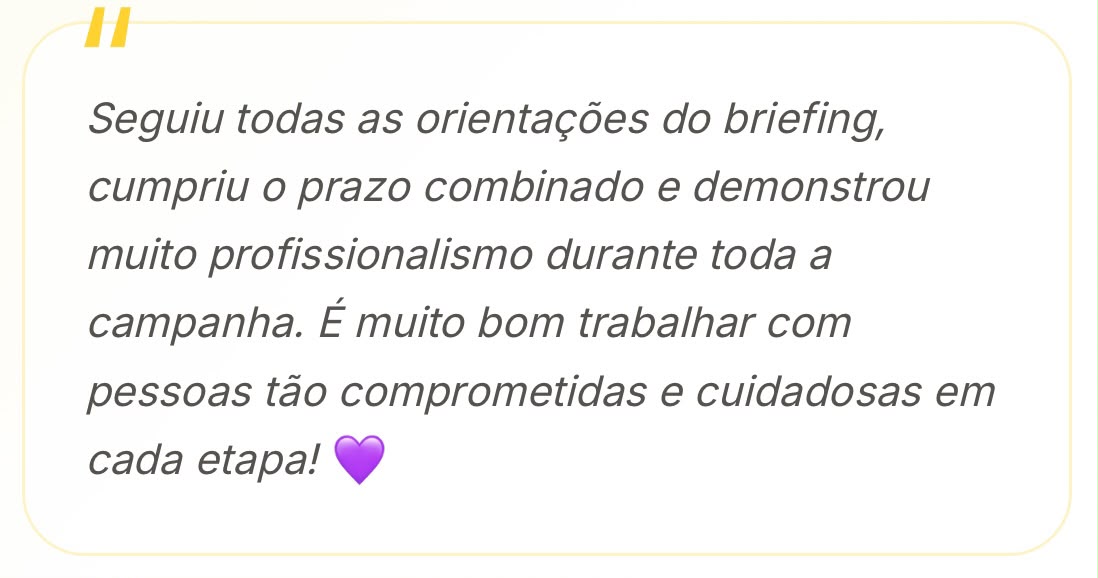 "
Seguiu todas as orientações do briefing,
cumpriu o prazo combinado e demonstrou
muito profissionalismo durante toda a
campanha. É muito bom trabalhar com
pessoas tão comprometidas e cuidadosas em
cada etapa! 💜